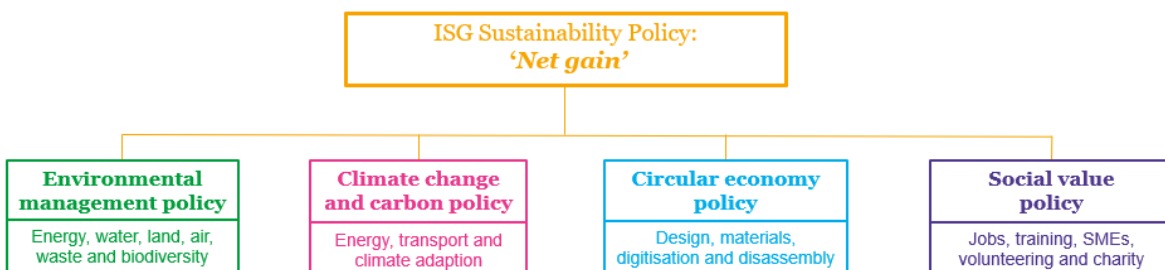 ISG Sustainability Policy:
‘Net gain’
Environmental
management policy
Energy, water, land, air,
waste and biodiversity
Climate change
and carbon policy
Energy, transport and
climate adaption
Circular economy
policy
Design, materials,
digitisation and disassembly
Social value
policy
Jobs, training, SMEs,
volunteering and charity